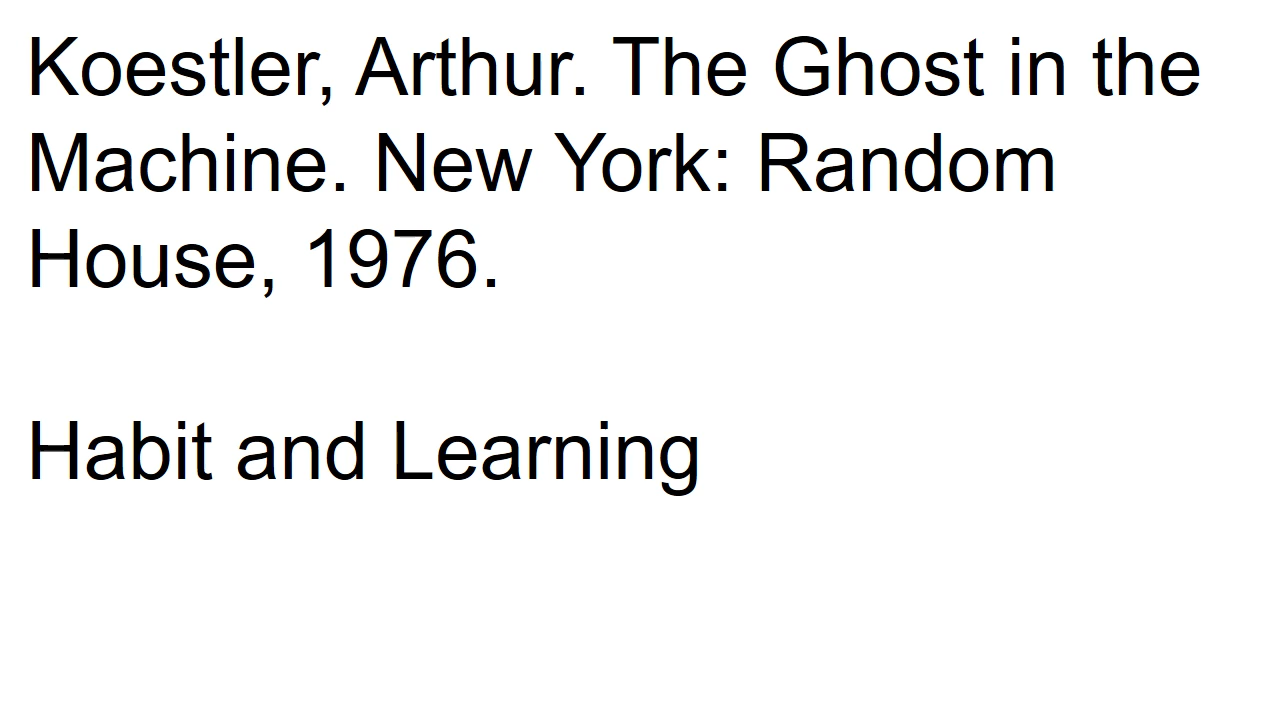 Koestler, Arthur. The Ghost in the
Machine. New York: Random
House, 1976.
Habit and Learning